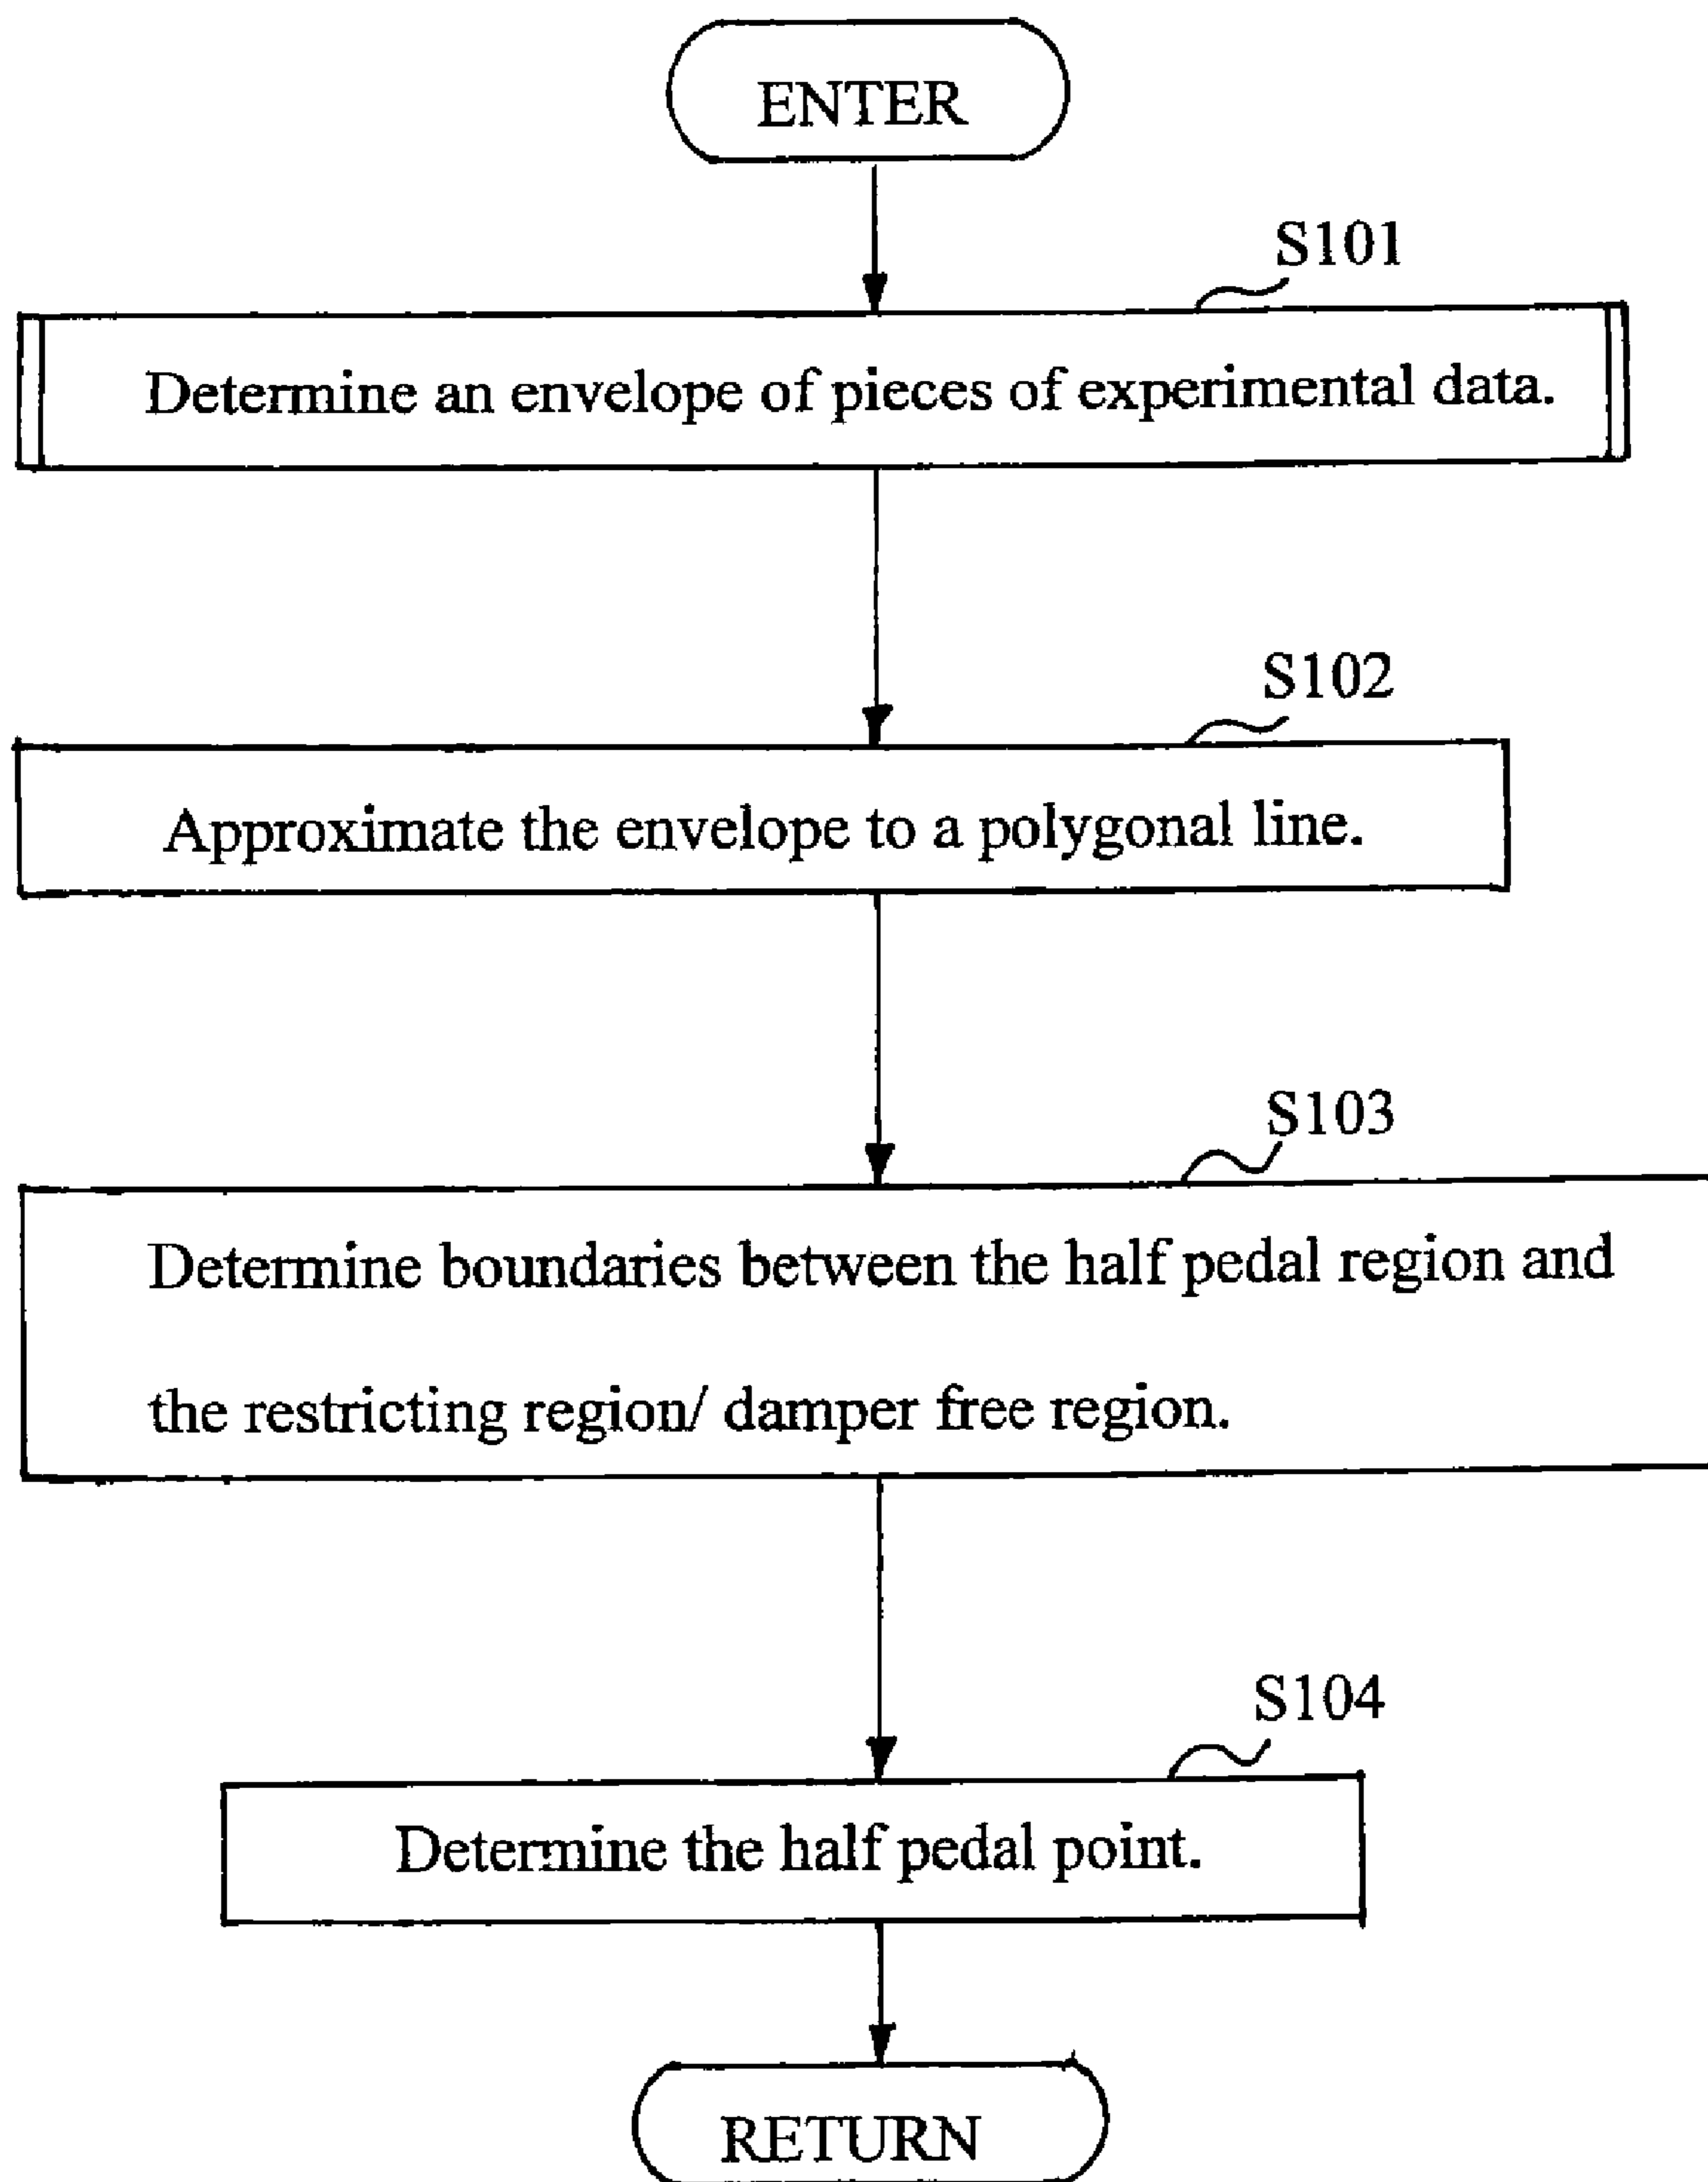 ENTER
S101
Determine an envelope of pieces of experimental data.
S102
Approximate the envelope to a polygonal line.
S103
Determine boundaries between the half pedal region and
the restricting region/ damper free region.
S104
Determine the half pedal point.
RETURN